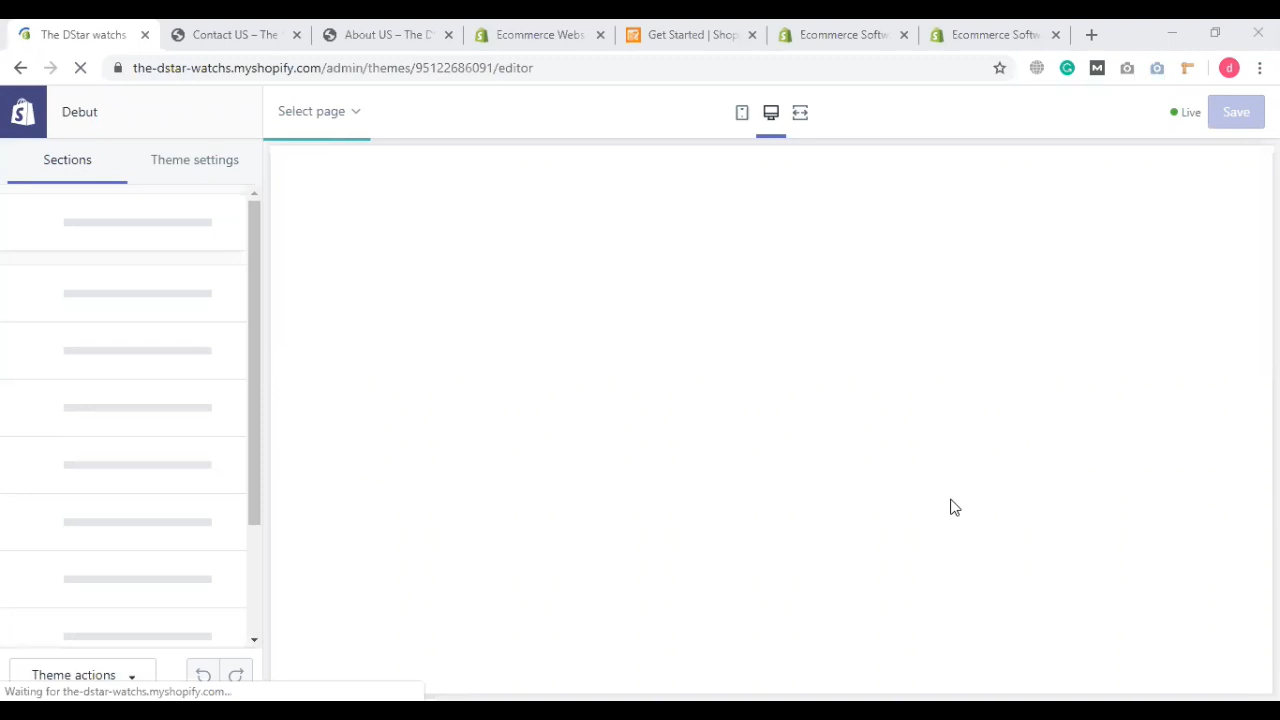 The DStar watchs
Contact US – The
About US – The D
Ecommerce Webs
Get Started | Shop
Ecommerce Softw
Ecommerce Softw
the-dstar-watchs.myshopify.com/admin/themes/95122686091/editor
d
Debut
Select page
Live
Save
Sections
Theme settings
Theme actions
Waiting for the-dstar-watchs.myshopify.com...